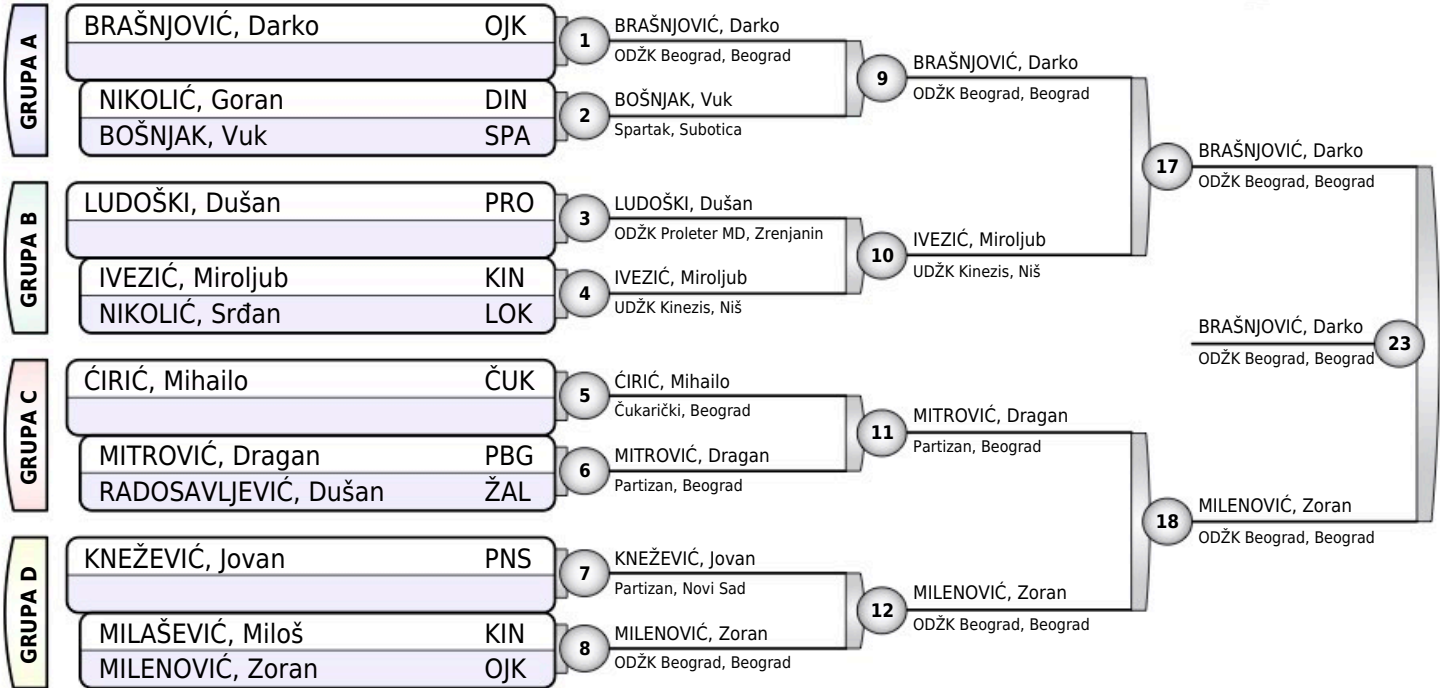 GRUPA A
BRAŠNJOVIĆ, Darko OJK
NIKOLIĆ, Goran DIN
BOŠNJAK, Vuk SPA
GRUPA B
LUDOŠKI, Dušan PRO
IVEZIĆ, Miroljub KIN
NIKOLIĆ, Srđan LOK
GRUPA C
ĆIRIĆ, Mihailo ČUK
MITROVIĆ, Dragan PBG
RADOSAVLJEVIĆ, Dušan ŽAL
GRUPA D
KNEŽEVIĆ, Jovan PNS
MILAŠEVIĆ, Miloš KIN
MILENOVIĆ, Zoran OJK
1 BRAŠNJOVIĆ, Darko
ODŽK Beograd, Beograd
2 BOŠNJAK, Vuk
Spartak, Subotica
3 LUDOŠKI, Dušan
ODŽK Proleter MD, Zrenjanin
4 IVEZIĆ, Miroljub
UDŽK Kinezis, Niš
5 ĆIRIĆ, Mihailo
Čukarički, Beograd
6 MITROVIĆ, Dragan
Partizan, Beograd
7 KNEŽEVIĆ, Jovan
Partizan, Novi Sad
8 MILENOVIĆ, Zoran
ODŽK Beograd, Beograd
9 BRAŠNJOVIĆ, Darko
ODŽK Beograd, Beograd
10 IVEZIĆ, Miroljub
UDŽK Kinezis, Niš
11 MITROVIĆ, Dragan
Partizan, Beograd
12 MILENOVIĆ, Zoran
ODŽK Beograd, Beograd
17 BRAŠNJOVIĆ, Darko
ODŽK Beograd, Beograd
18 MILENOVIĆ, Zoran
ODŽK Beograd, Beograd
BRAŠNJOVIĆ, Darko 23
ODŽK Beograd, Beograd